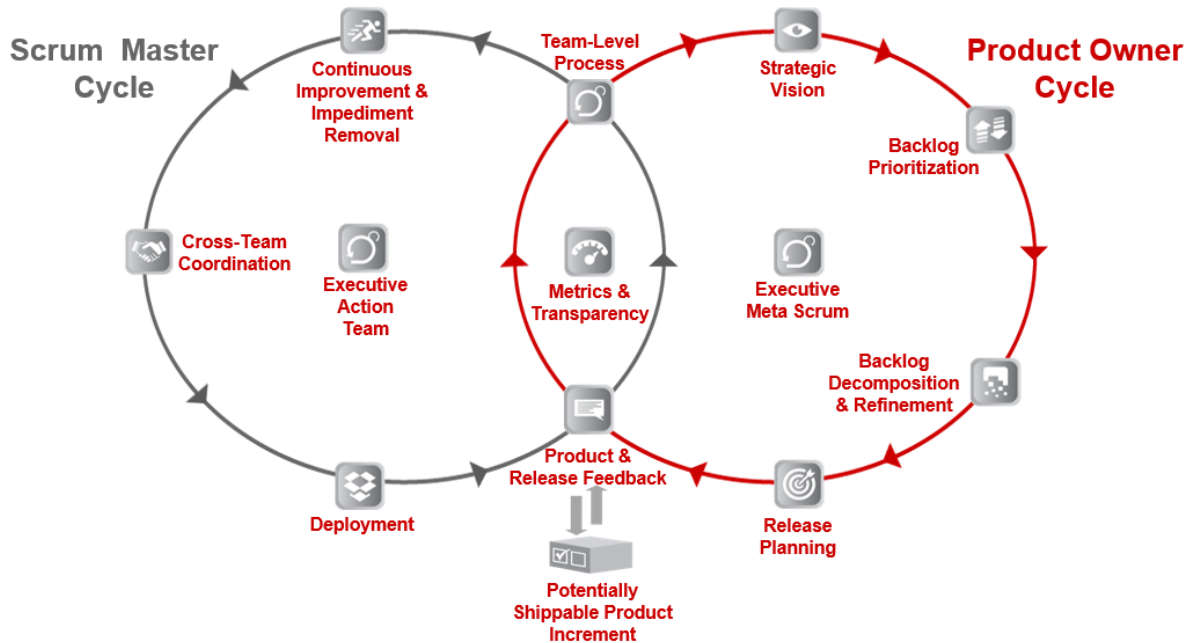 Scrum Master
Cycle
Team-Level
Process
Product Owner
Cycle
Continuous
Improvement &
Impediment
Removal
Strategic
Vision
Backlog
Prioritization
Cross-Team
Coordination
Executive
Action
Team
Metrics &
Transparency
Executive
Meta Scrum
Backlog
Decomposition
& Refinement
Product &
Release Feedback
Deployment
Release
Planning
Potentially
Shippable Product
Increment